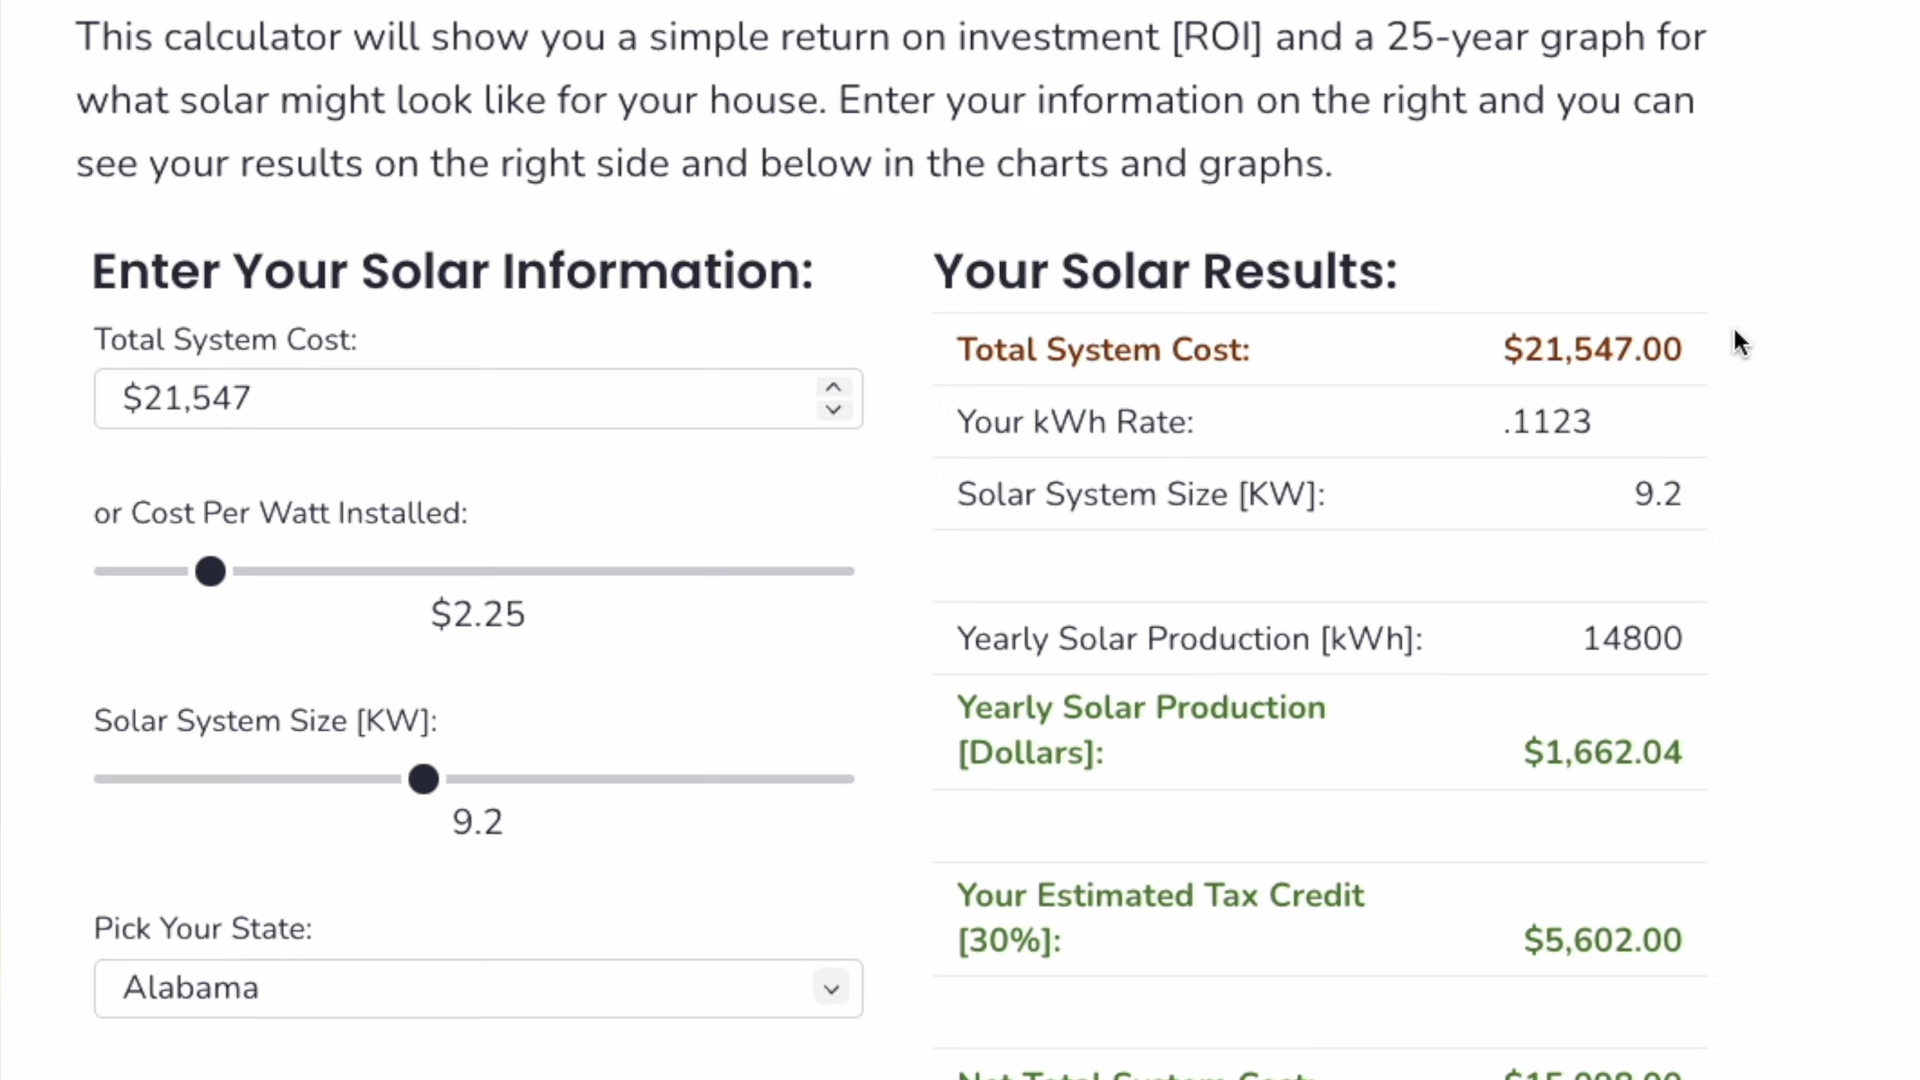 This calculator will show you a simple return on investment [ROI] and a 25-year graph for
what solar might look like for your house. Enter your information on the right and you can
see your results on the right side and below in the charts and graphs.
Enter Your Solar Information:
Total System Cost:
$21,547
or Cost Per Watt Installed:
$2.25
Solar System Size [KW]:
9.2
Pick Your State:
Alabama
Your Solar Results:
Total System Cost: $21,547.00
Your kWh Rate: .1123
Solar System Size [KW]: 9.2
Yearly Solar Production [kWh]: 14800
Yearly Solar Production
[Dollars]: $1,662.04
Your Estimated Tax Credit
[30%]: $5,602.00
Net Total System Cost: